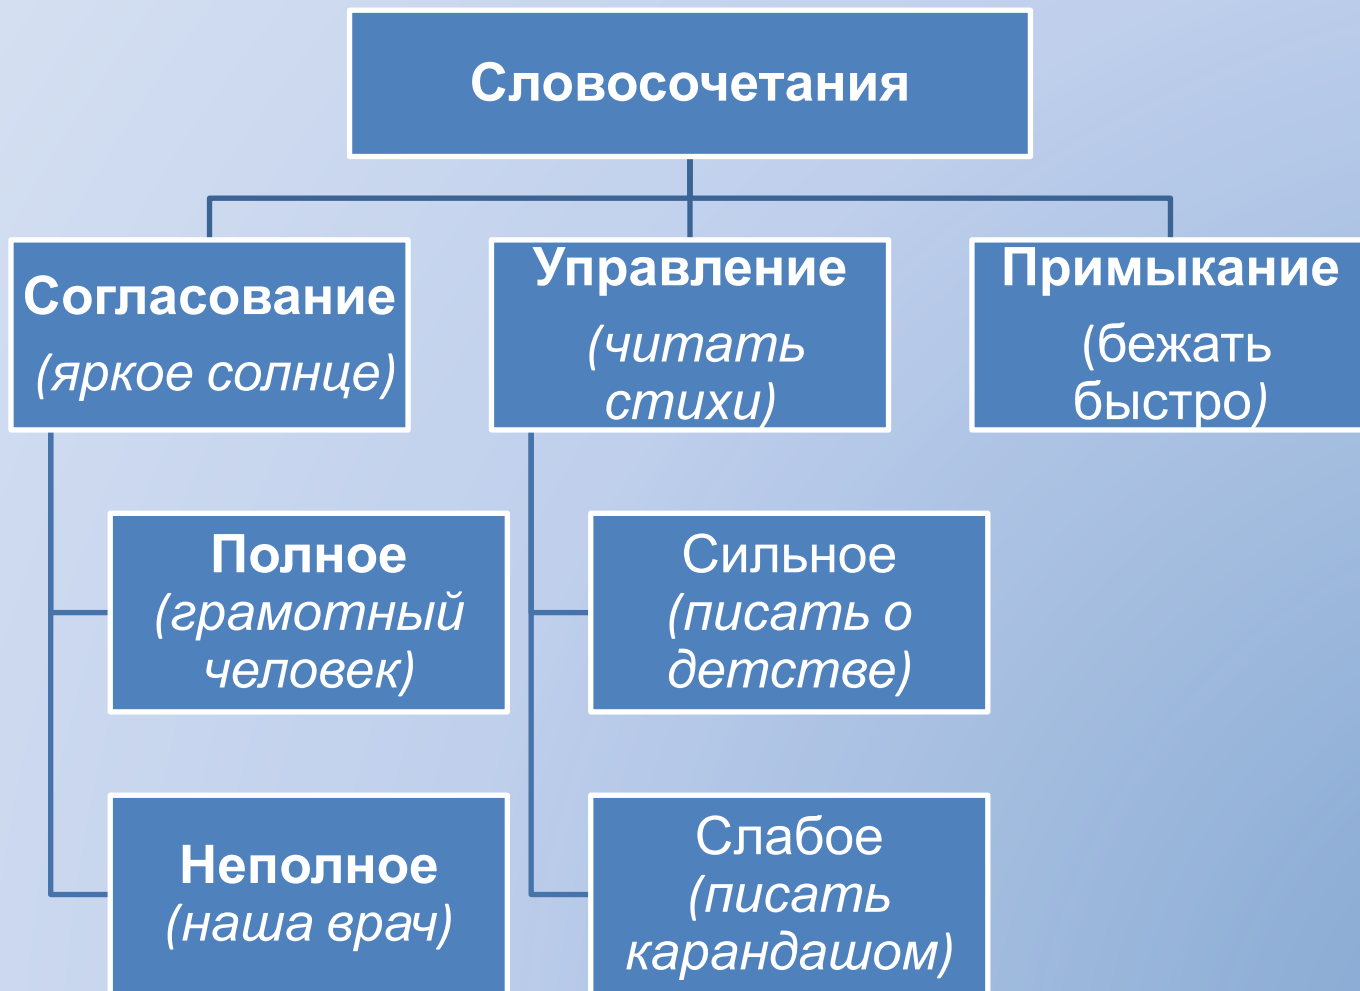 Словосочетания
Согласование
(яркое солнце)
Управление
(читать
стихи)
Примыкание
(бежать
быстро)
Полное
(грамотный
человек)
Сильное
(писать о
детстве)
Неполное
(наша врач)
Слабое
(писать
карандашом)